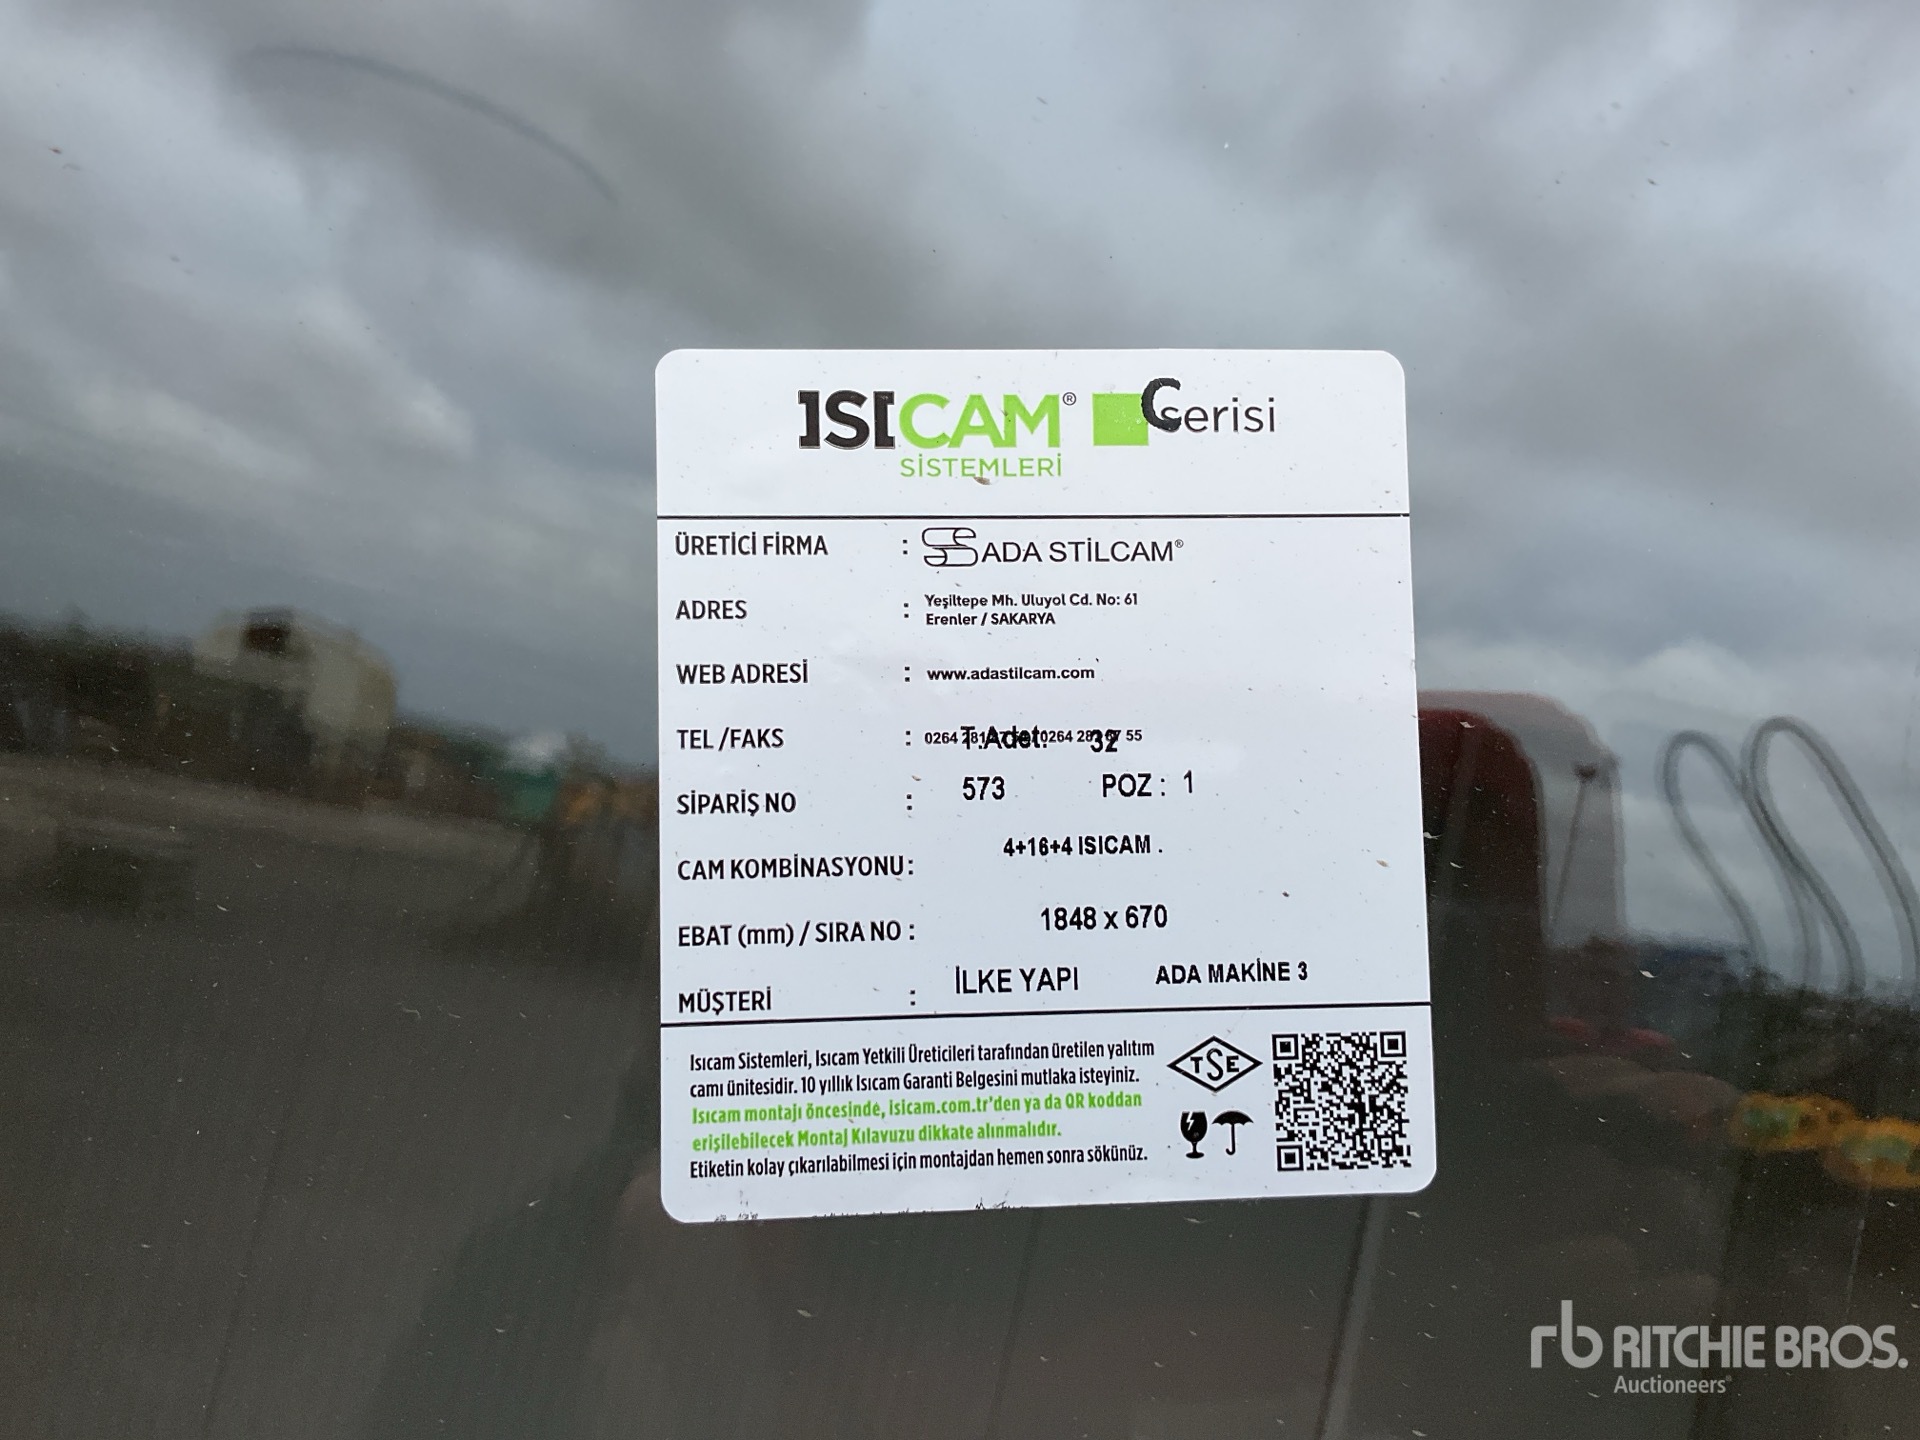 ISICAM® C serisi
SİSTEMLERİ
ÜRETİCİ FİRMA : ADA STİLCAM®
ADRES : Yeşiltepe Mh. Uluyol Cd. No: 61
Erenler / SAKARYA
WEB ADRESİ : www.adastilcam.com
TEL /FAKS : 0264 0264 55
T.Adet: 32
SİPARİŞ NO : 573 POZ : 1
CAM KOMBİNASYONU: 4+16+4 ISICAM .
EBAT (mm) / SIRA NO : 1848 x 670
MÜŞTERİ : İLKE YAPI ADA MAKİNE 3
Isıcam Sistemleri, Isıcam Yetkili Üreticileri tarafından üretilen yalıtım
camı ünitesidir. 10 yıllık Isıcam Garanti Belgesini mutlaka isteyiniz.
Isıcam montajı öncesinde, isicam.com.tr'den ya da QR koddan
erişilebilecek Montaj Kılavuzu dikkate alınmalıdır.
Etiketin kolay çıkarılabilmesi için montajdan hemen sonra sökünüz.
TSE
rb RITCHIE BROS.
Auctioneers